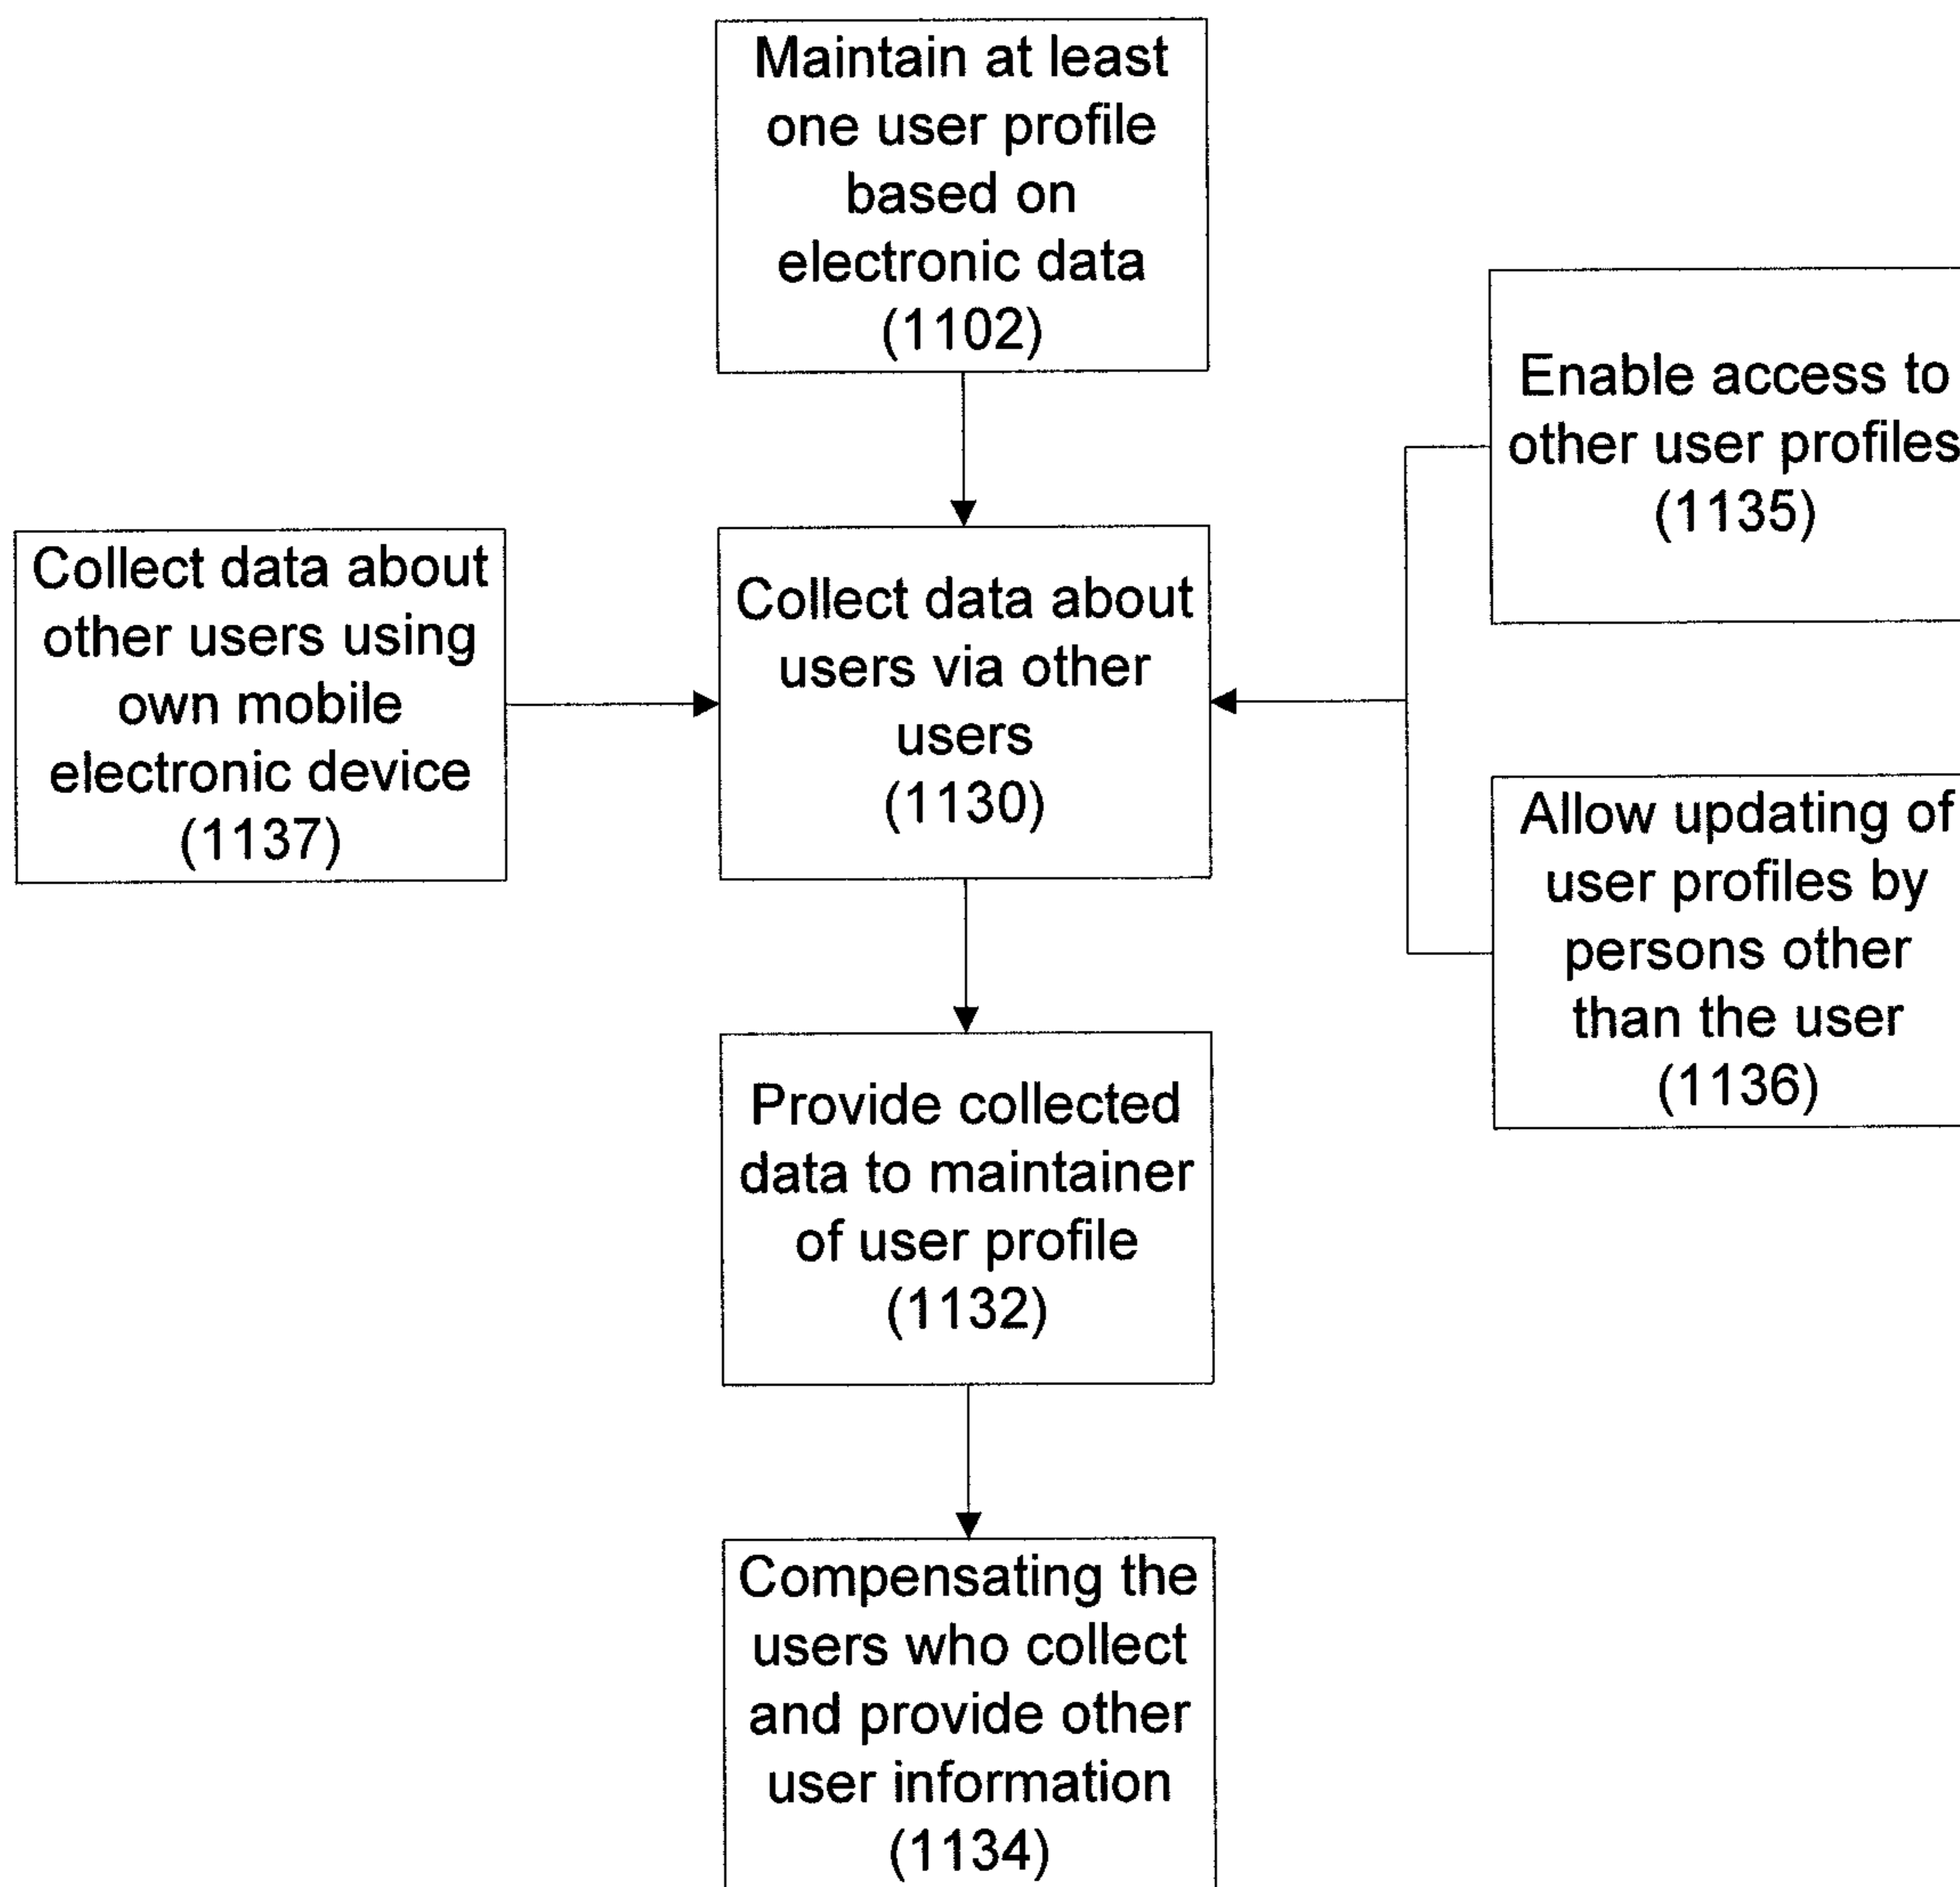 Maintain at least
one user profile
based on
electronic data
(1102)
Enable access to
other user profiles
(1135)
Collect data about
other users using
own mobile
electronic device
(1137)
Collect data about
users via other
users
(1130)
Allow updating of
user profiles by
persons other
than the user
(1136)
Provide collected
data to maintainer
of user profile
(1132)
Compensating the
users who collect
and provide other
user information
(1134)